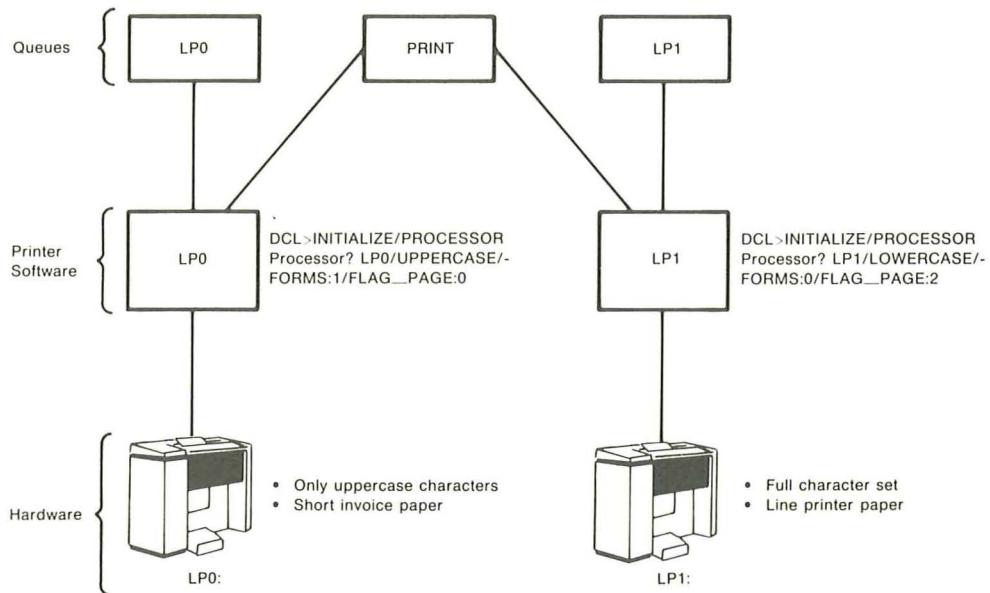 Queues
LP0
PRINT
LP1
Printer
Software
LP0
DCL>INITIALIZE/PROCESSOR
Processor? LP0/UPPERCASE/-
FORMS:1/FLAG__PAGE:0
LP1
DCL>INITIALIZE/PROCESSOR
Processor? LP1/LOWERCASE/-
FORMS:0/FLAG__PAGE:2
Hardware
• Only uppercase characters
• Short invoice paper
• Full character set
• Line printer paper
LP0:
LP1: